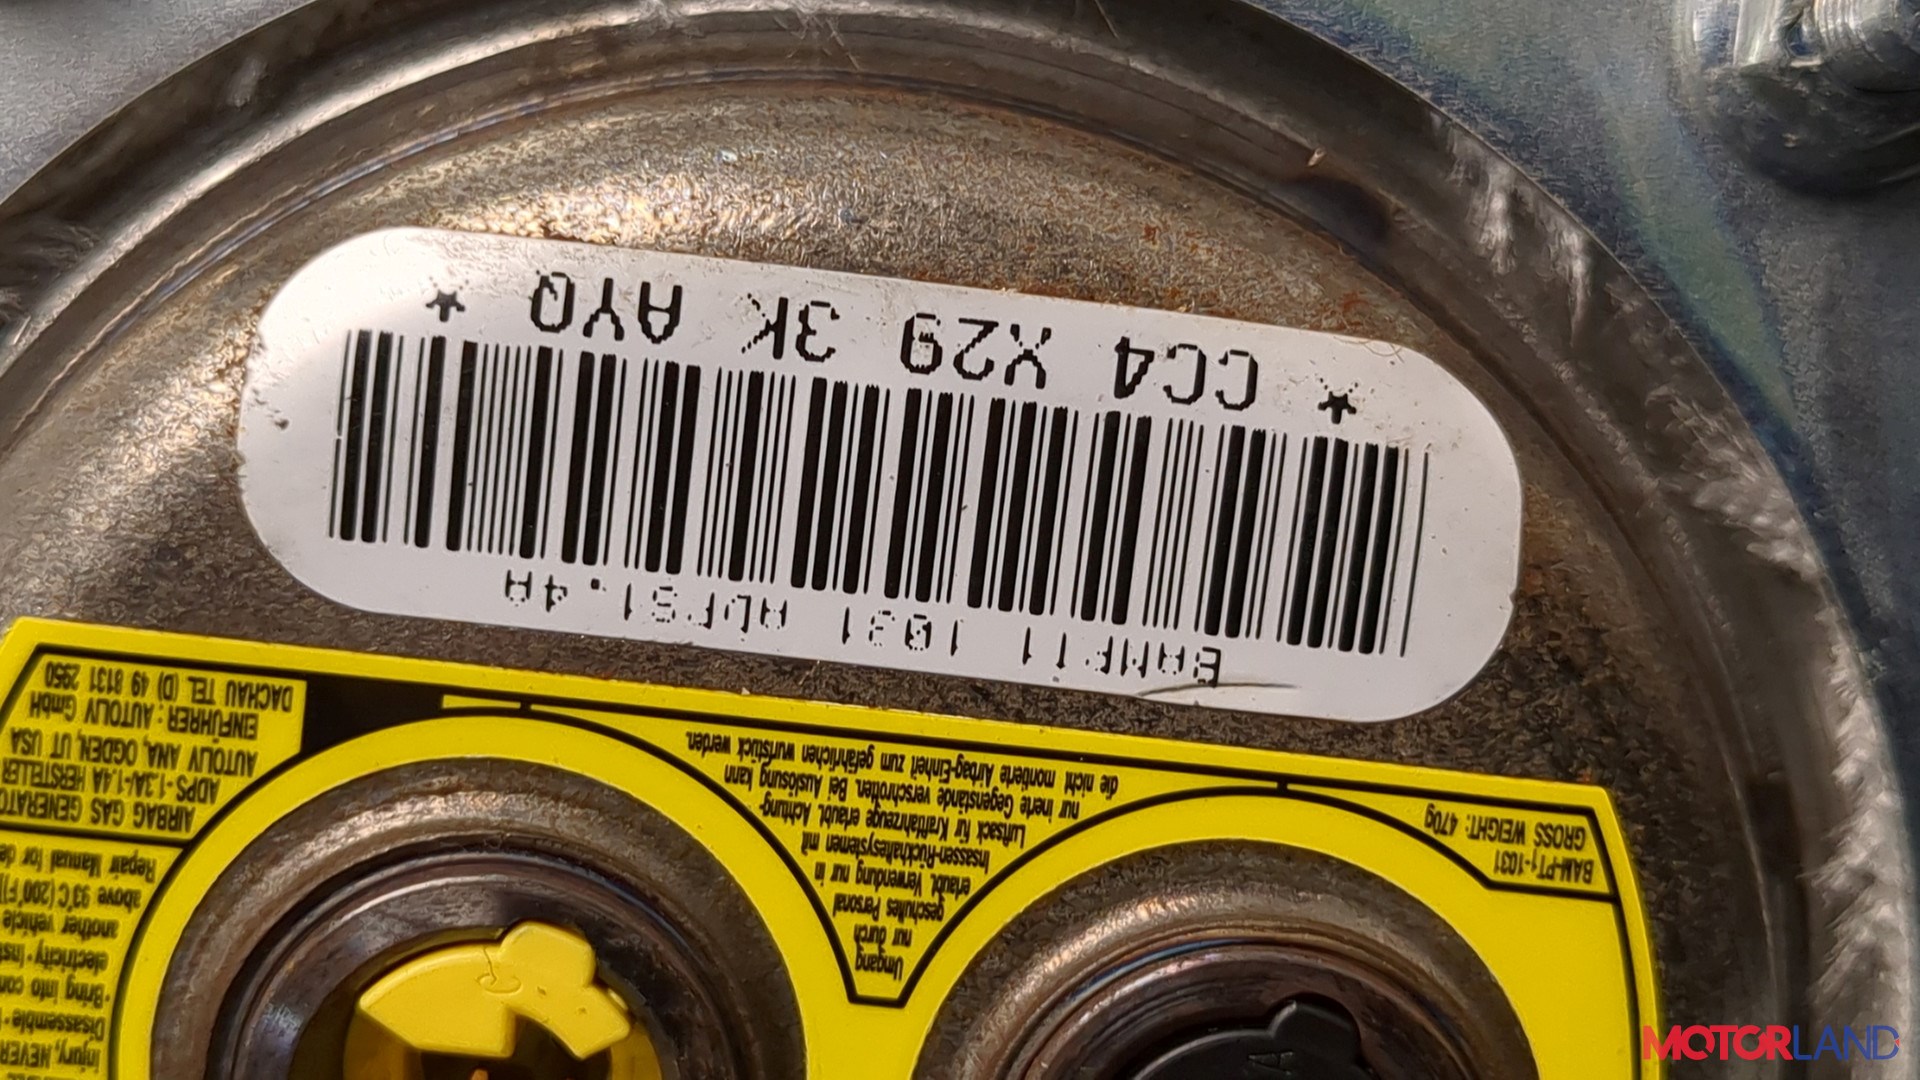 * CC4 X29 3K AYQ *
BAMPT1 1031 ADPS1.4A
BAM-PT1-1031
GROSS WEIGHT: 470g
Umgang
nur durch
geschultes Personal
erlaubt. Verwendung nur in
Insassen-Rückhaltesystemen mit
Luftsack für Kraftfahrzeuge erlaubt. Achtung-
nur inerte Gegenstände verschrotten. Bei Auslösung kann
die nicht montierte Airbag-Einheit zum gefährlichen Wurfstück werden.
AIRBAG GAS GENERATO
ADPS-1.3A/1.4A HERSTELLER
AUTOLIV ANA, OGDEN, UT USA
EINFÜHRER: AUTOLIV GmbH
DACHAU TEL (D) 49 8131 2950
injury, NEVER
Disassemble •
• Bring into con
electricity • Inst
another vehicle
above 93 C (200 F)
Repair Manual for de
A
MOTORLAND